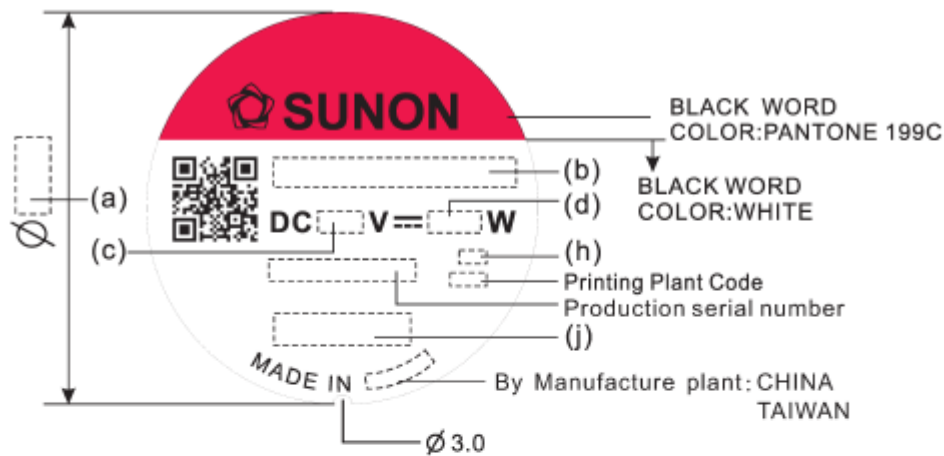 SUNON
BLACK WORD
COLOR:PANTONE 199C
(a)
(b)
BLACK WORD
COLOR:WHITE
(d)
DC V W
Ø
(c)
(h)
Printing Plant Code
Production serial number
(j)
MADE IN
By Manufacture plant: CHINA
TAIWAN
Ø 3.0